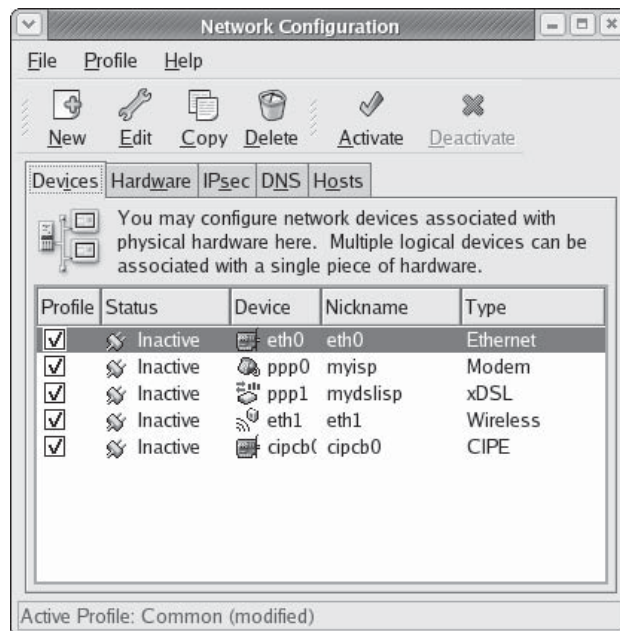 Network Configuration
File Profile Help
New Edit Copy Delete Activate Deactivate
Devices Hardware IPsec DNS Hosts
You may configure network devices associated with
physical hardware here. Multiple logical devices can be
associated with a single piece of hardware.
Profile Status Device Nickname Type
Inactive eth0 eth0 Ethernet
Inactive ppp0 myisp Modem
Inactive ppp1 mydslisp xDSL
Inactive eth1 eth1 Wireless
Inactive cipcb( cipcb0 CIPE
Active Profile: Common (modified)